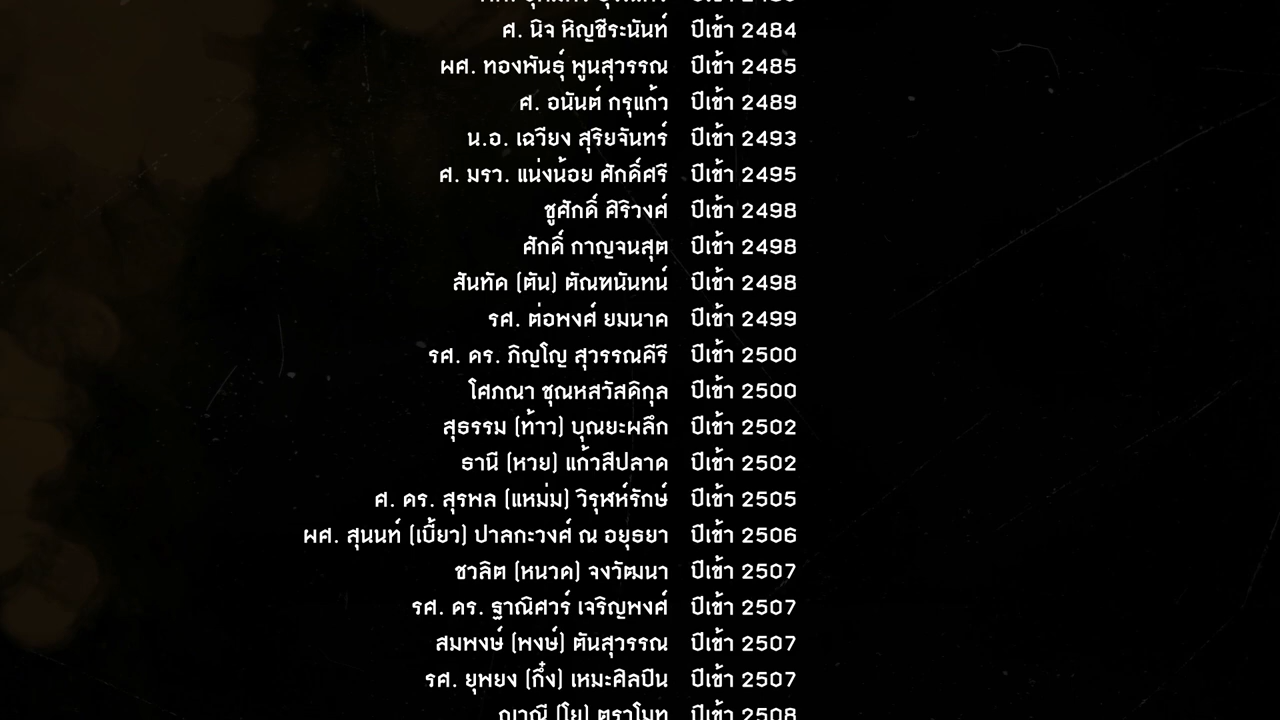 ศ. นิจ หิญชีระนันท์ ปีเข้า 2484
ผศ. ทองพันธุ์ พูนสุวรรณ ปีเข้า 2485
ศ. อนันต์ กรุแก้ว ปีเข้า 2489
น.อ. เฉวียง สุริยจันทร์ ปีเข้า 2493
ศ. มรว. แน่งน้อย ศักดิ์ศรี ปีเข้า 2495
ชูศักดิ์ ศิริวงศ์ ปีเข้า 2498
ศักดิ์ กาญจนสุต ปีเข้า 2498
สันทัด (ตัน) ตัณฑนันทน์ ปีเข้า 2498
รศ. ต่อพงศ์ ยมนาค ปีเข้า 2499
รศ. ดร. ภิญโญ สุวรรณคีรี ปีเข้า 2500
โศภณา ชุณหสวัสดิกุล ปีเข้า 2500
สุธรรม (ท้าว) บุณยะผลึก ปีเข้า 2502
ธานี (หวย) แก้วสีปลาด ปีเข้า 2502
ศ. ดร. สุรพล (แหม่ม) วิรุฬห์รักษ์ ปีเข้า 2505
ผศ. สุนนท์ (เบี้ยว) ปาลกะวงศ์ ณ อยุธยา ปีเข้า 2506
ชวลิต (หนวด) จงวัฒนา ปีเข้า 2507
รศ. ดร. ฐาณิศวร์ เจริญพงศ์ ปีเข้า 2507
สมพงษ์ (พงษ์) ตันสุวรรณ ปีเข้า 2507
รศ. ยุพยง (กึ๋ง) เหมะศิลปิน ปีเข้า 2507
ปีเข้า 2508